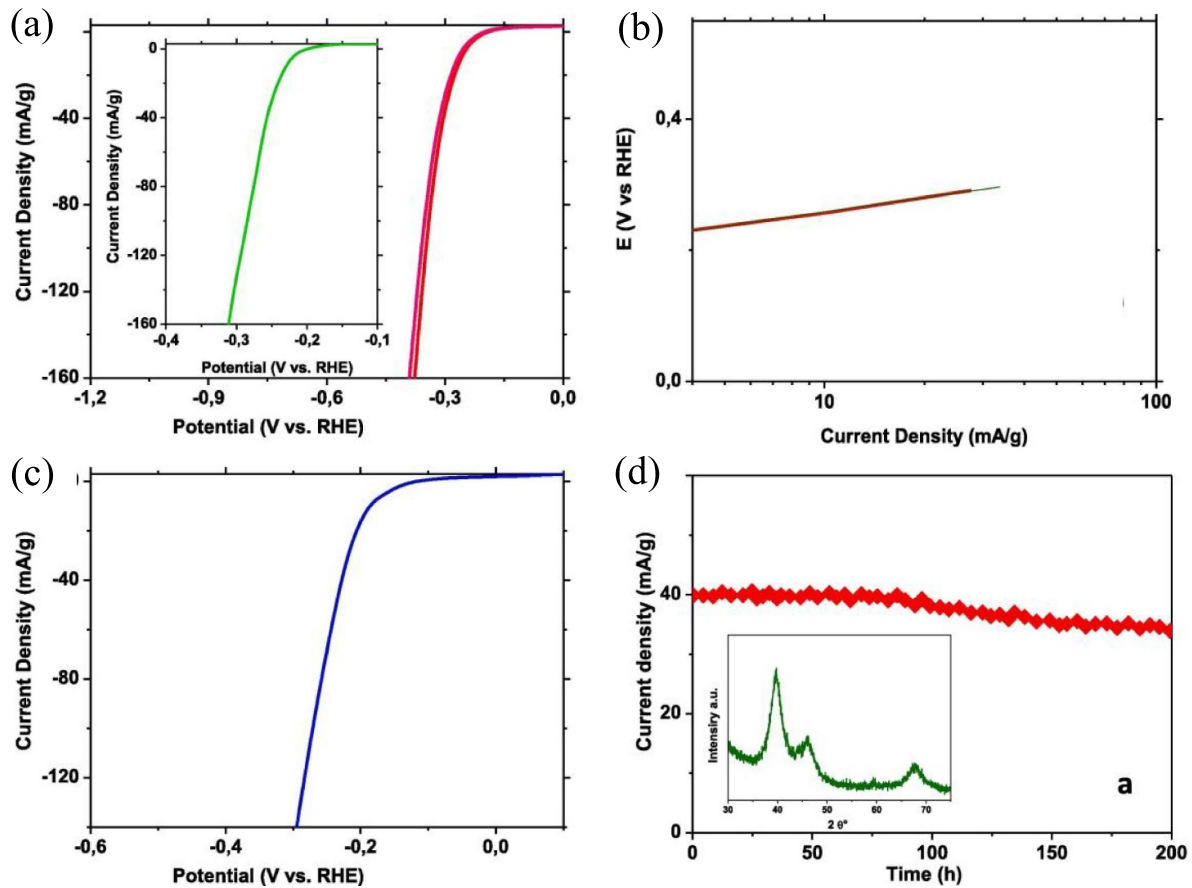 (a)
Current Density (mA/g)
0
-40
-80
-120
-160
-1,2
-0,9
-0,6
-0,3
0,0
Potential (V vs. RHE)
Current Density (mA/g)
0
-40
-80
-120
-160
-0,4
-0,3
-0,2
-0,1
Potential (V vs. RHE)
(b)
E (V vs RHE)
0,4
0,0
10
100
Current Density (mA/g)
(c)
Current Density (mA/g)
-40
-80
-120
-0,6
-0,4
-0,2
0,0
Potential (V vs. RHE)
(d)
Current density (mA/g)
60
40
20
0
0
50
100
150
200
Time (h)
Intensiry a.u.
30
40
50
60
70
2 θ°
a